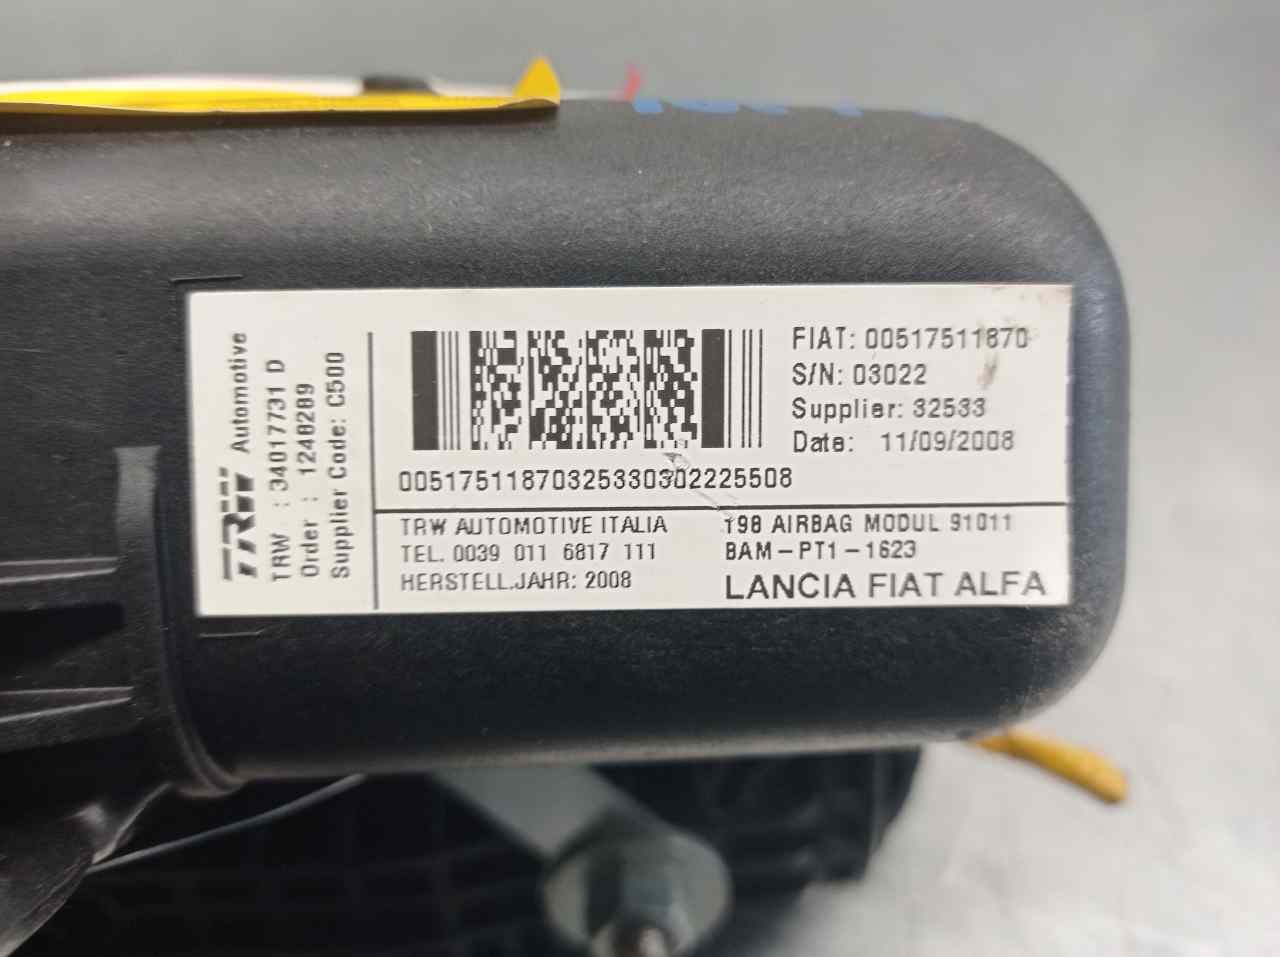 TRW Automotive
TRW : 34017731 D
Order : 1248289
Supplier Code: C500
FIAT: 00517511870
S/N: 03022
Supplier: 32533
Date: 11/09/2008
00517511870325330302225508
TRW AUTOMOTIVE ITALIA
TEL. 0039 011 6817 111
HERSTELL.JAHR: 2008
198 AIRBAG MODUL 91011
BAM-PT1-1623
LANCIA FIAT ALFA